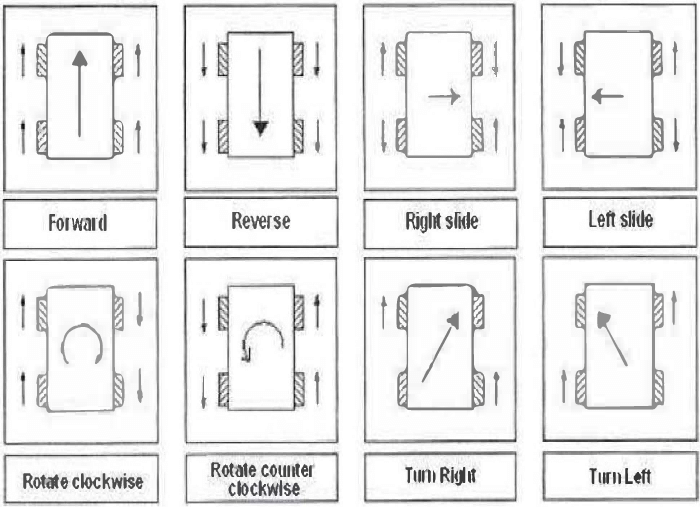 Forward
Reverse
Right slide
Left slide
Rotate clockwise
Rotate counter
clockwise
Turn Right
Turn Left